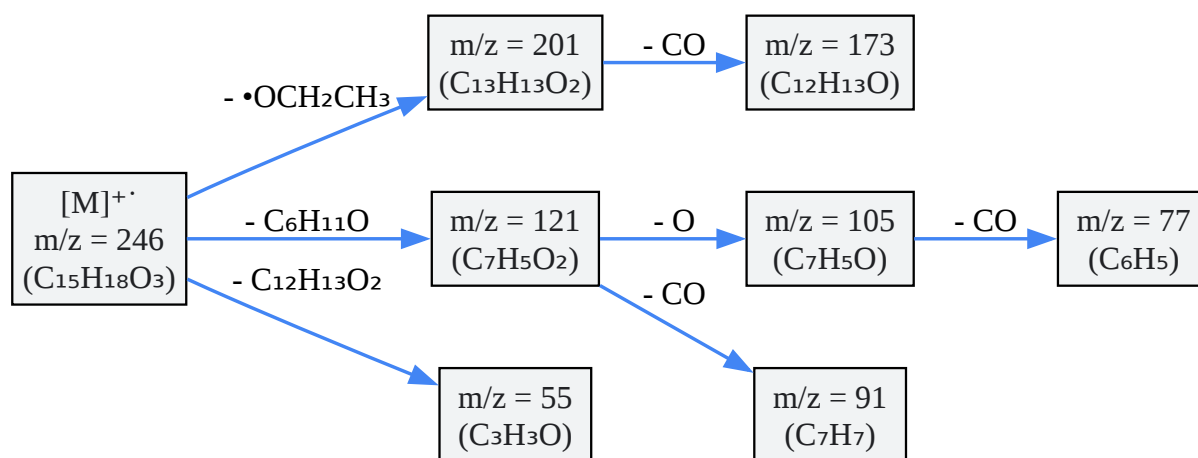 m/z = 201
(C₁₃H₁₃O₂)
- CO
m/z = 173
(C₁₂H₁₃O)
- •OCH₂CH₃
[M]⁺˙
m/z = 246
(C₁₅H₁₈O₃)
- C₆H₁₁O
m/z = 121
(C₇H₅O₂)
- O
m/z = 105
(C₇H₅O)
- CO
m/z = 77
(C₆H₅)
- C₁₂H₁₃O₂
- CO
m/z = 55
(C₃H₃O)
m/z = 91
(C₇H₇)